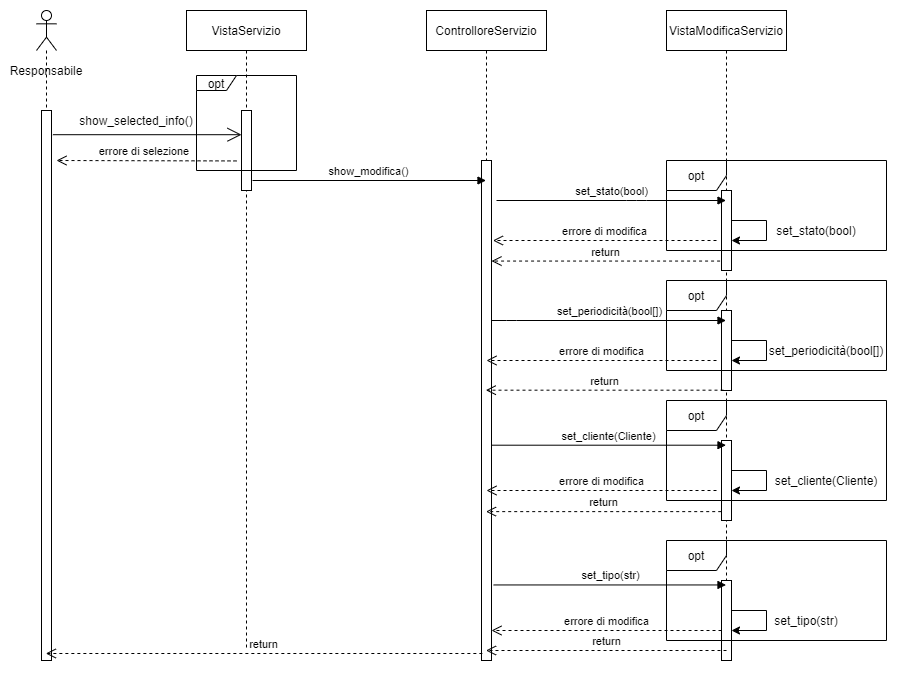 Responsabile
VistaServizio
ControlloreServizio
VistaModificaServizio
opt
show_selected_info()
errore di selezione
show_modifica()
opt
set_stato(bool)
set_stato(bool)
errore di modifica
return
opt
set_periodicità(bool[])
set_periodicità(bool[])
errore di modifica
return
opt
set_cliente(Cliente)
set_cliente(Cliente)
errore di modifica
return
opt
set_tipo(str)
set_tipo(str)
errore di modifica
return
return